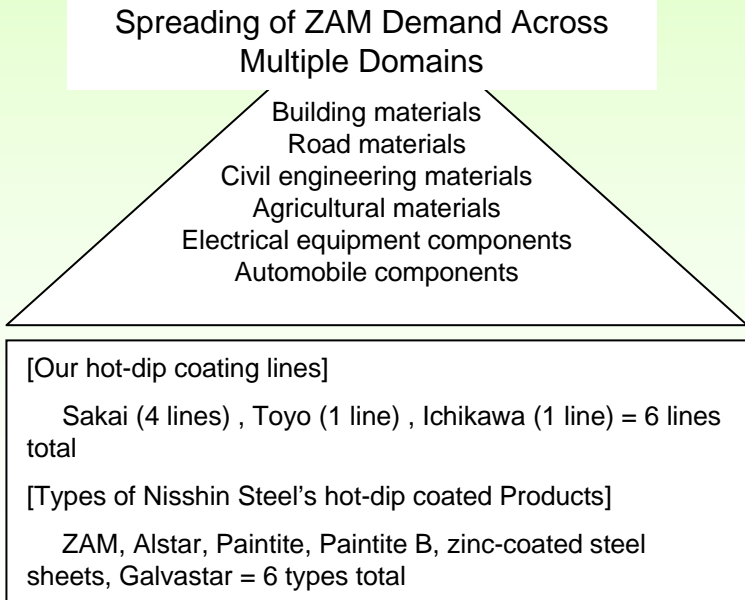 Spreading of ZAM Demand Across
Multiple Domains
Building materials
Road materials
Civil engineering materials
Agricultural materials
Electrical equipment components
Automobile components
[Our hot-dip coating lines]
Sakai (4 lines) , Toyo (1 line) , Ichikawa (1 line) = 6 lines
total
[Types of Nisshin Steel's hot-dip coated Products]
ZAM, Alstar, Paintite, Paintite B, zinc-coated steel
sheets, Galvastar = 6 types total